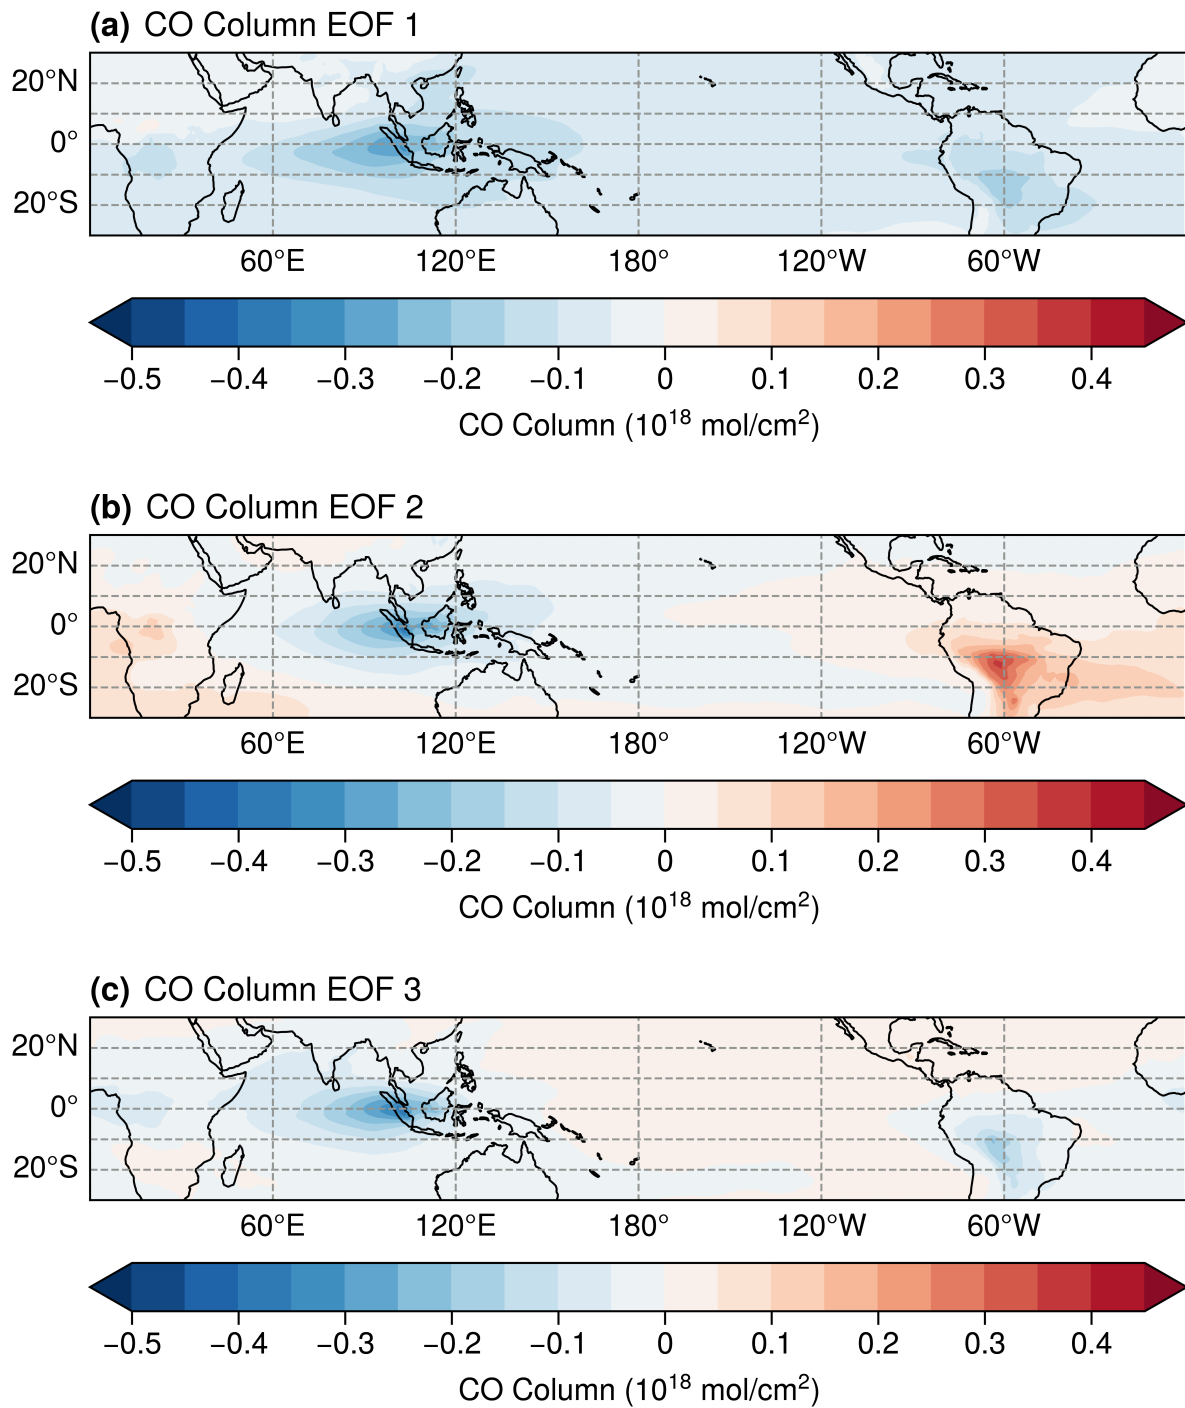 (a) CO Column EOF 1
20°N
0°
20°S
60°E 120°E 180° 120°W 60°W
−0.5 −0.4 −0.3 −0.2 −0.1 0 0.1 0.2 0.3 0.4
CO Column (10¹⁸ mol/cm²)
(b) CO Column EOF 2
20°N
0°
20°S
60°E 120°E 180° 120°W 60°W
−0.5 −0.4 −0.3 −0.2 −0.1 0 0.1 0.2 0.3 0.4
CO Column (10¹⁸ mol/cm²)
(c) CO Column EOF 3
20°N
0°
20°S
60°E 120°E 180° 120°W 60°W
−0.5 −0.4 −0.3 −0.2 −0.1 0 0.1 0.2 0.3 0.4
CO Column (10¹⁸ mol/cm²)